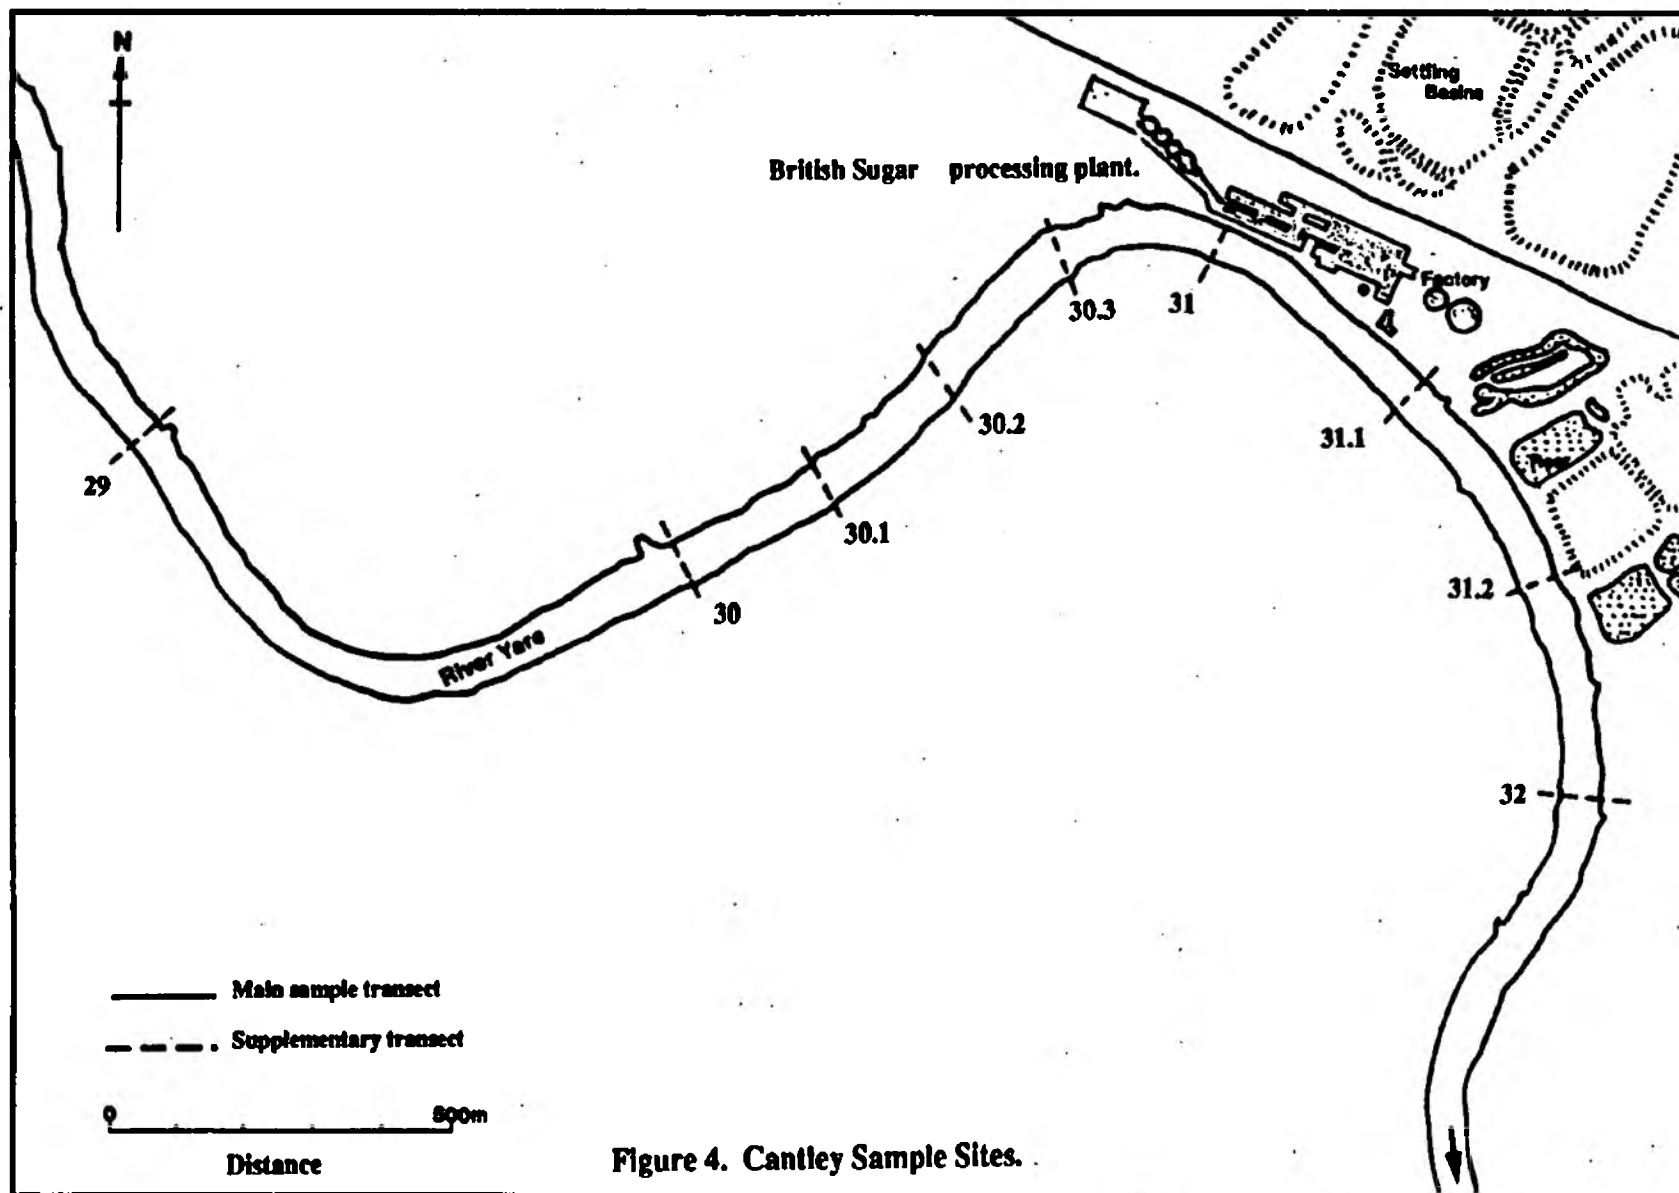 N
Settling
Basins
British Sugar processing plant.
Factory
30.3
31
30.2
31.1
29
30.1
31.2
30
River Yare
32
Main sample transect
Supplementary transect
0 500m
Distance
Figure 4. Cantley Sample Sites.